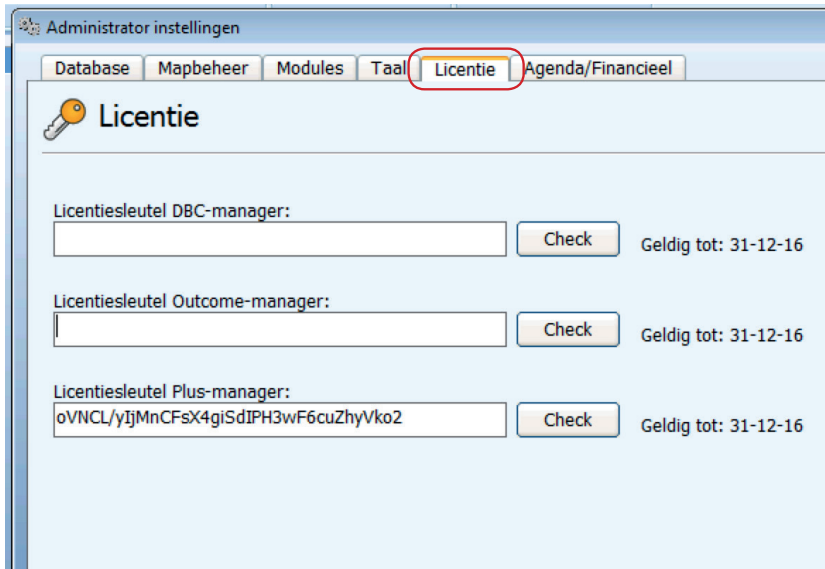 Administrator instellingen
Database Mapbeheer Modules Taal Licentie Agenda/Financieel
Licentie
Licentiesleutel DBC-manager:
Check Geldig tot: 31-12-16
Licentiesleutel Outcome-manager:
Check Geldig tot: 31-12-16
Licentiesleutel Plus-manager:
oVNCL/yIjMnCFsX4giSdIPH3wF6cuZhyVko2 Check Geldig tot: 31-12-16